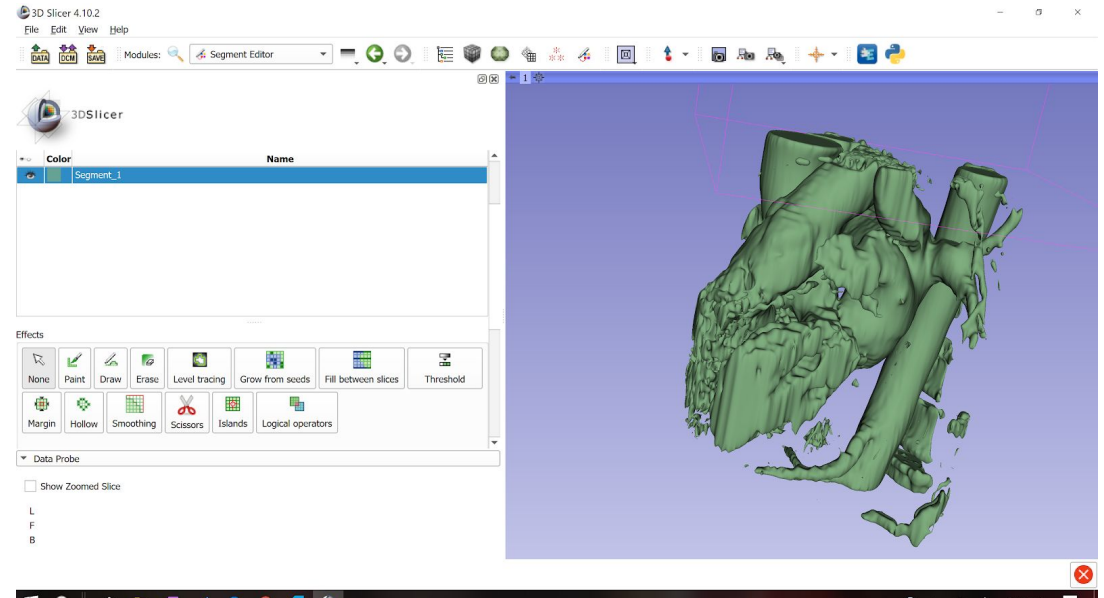 3D Slicer 4.10.2
File Edit View Help
DATA DCM SAVE Modules: Segment Editor
1
3DSlicer
Color Name
Segment_1
Effects
None Paint Draw Erase Level tracing Grow from seeds Fill between slices Threshold
Margin Hollow Smoothing Scissors Islands Logical operators
Data Probe
Show Zoomed Slice
L
F
B